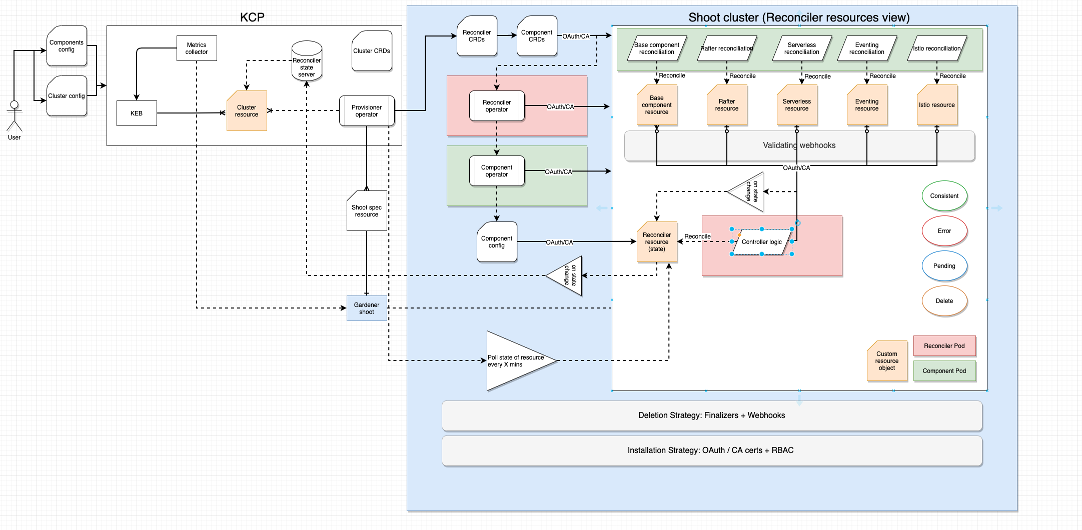 KCP
Shoot cluster (Reconciler resources view)
Components
config
Cluster config
User
Metrics
collector
KEB
Reconciler
state
server
Cluster CRDs
Cluster
resource
Provisioner
operator
Shoot spec
resource
Gardener
shoot
Reconciler
CRDs
Component
CRDs
OAuth/CA
Reconciler
operator
OAuth/CA
Component
operator
OAuth/CA
Component
config
OAuth/CA
on state
change
Poll state of resource
every X mins
Base component
reconciliation
Rafter reconciliation
Serverless
reconciliation
Eventing
reconciliation
Istio reconciliation
Reconcile
Reconcile
Reconcile
Reconcile
Reconcile
Base
component
resource
Rafter
resource
Serverless
resource
Eventing
resource
Istio resource
Validating webhooks
OAuth/CA
on state
change
Reconciler
resource
(state)
Reconcile
Controller logic
Consistent
Error
Pending
Delete
Custom
resource
object
Reconciler Pod
Component Pod
Deletion Strategy: Finalizers + Webhooks
Installation Strategy: OAuth / CA certs + RBAC